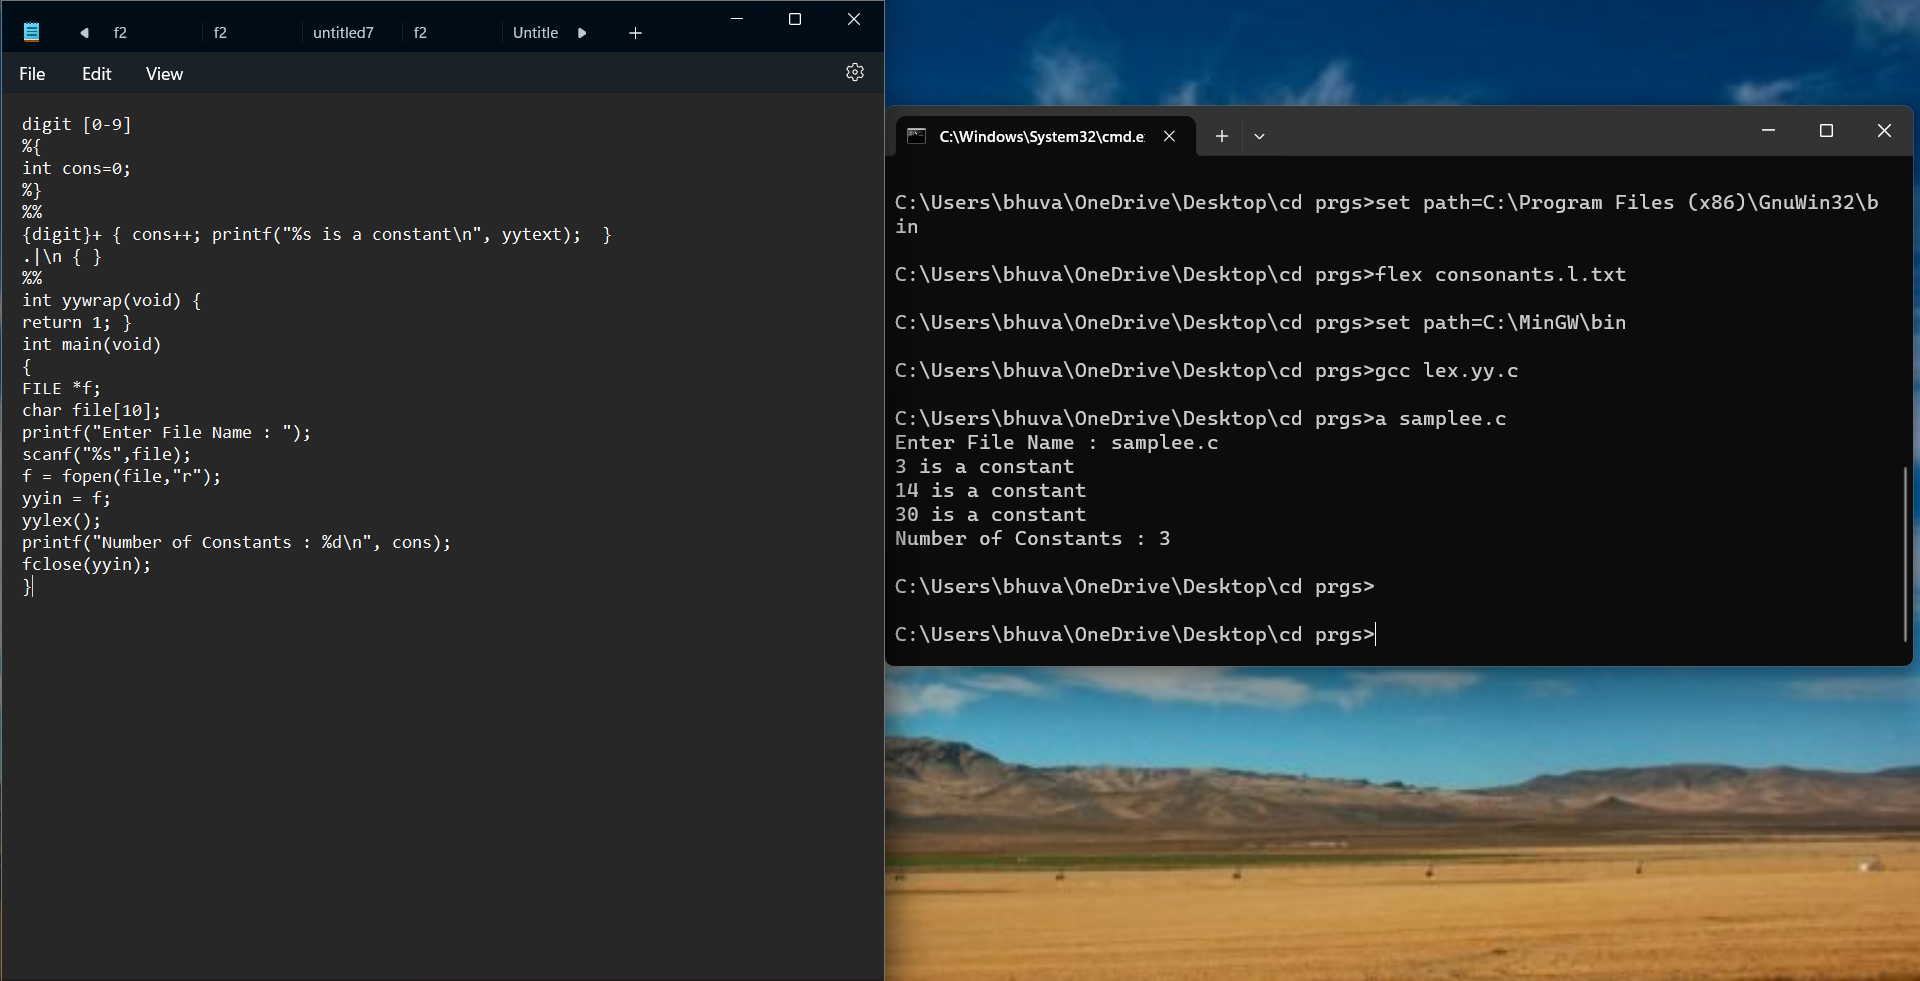 f2
f2
untitled7
f2
Untitle
File Edit View
digit [0-9]
%{
int cons=0;
%}
%%
{digit}+ { cons++; printf("%s is a constant\n", yytext);  }
.|\n { }
%%
int yywrap(void) {
return 1; }
int main(void)
{
FILE *f;
char file[10];
printf("Enter File Name : ");
scanf("%s",file);
f = fopen(file,"r");
yyin = f;
yylex();
printf("Number of Constants : %d\n", cons);
fclose(yyin);
}
C:\Windows\System32\cmd.e
C:\Users\bhuva\OneDrive\Desktop\cd prgs>set path=C:\Program Files (x86)\GnuWin32\b
in
C:\Users\bhuva\OneDrive\Desktop\cd prgs>flex consonants.l.txt
C:\Users\bhuva\OneDrive\Desktop\cd prgs>set path=C:\MinGW\bin
C:\Users\bhuva\OneDrive\Desktop\cd prgs>gcc lex.yy.c
C:\Users\bhuva\OneDrive\Desktop\cd prgs>a samplee.c
Enter File Name : samplee.c
3 is a constant
14 is a constant
30 is a constant
Number of Constants : 3
C:\Users\bhuva\OneDrive\Desktop\cd prgs>
C:\Users\bhuva\OneDrive\Desktop\cd prgs>